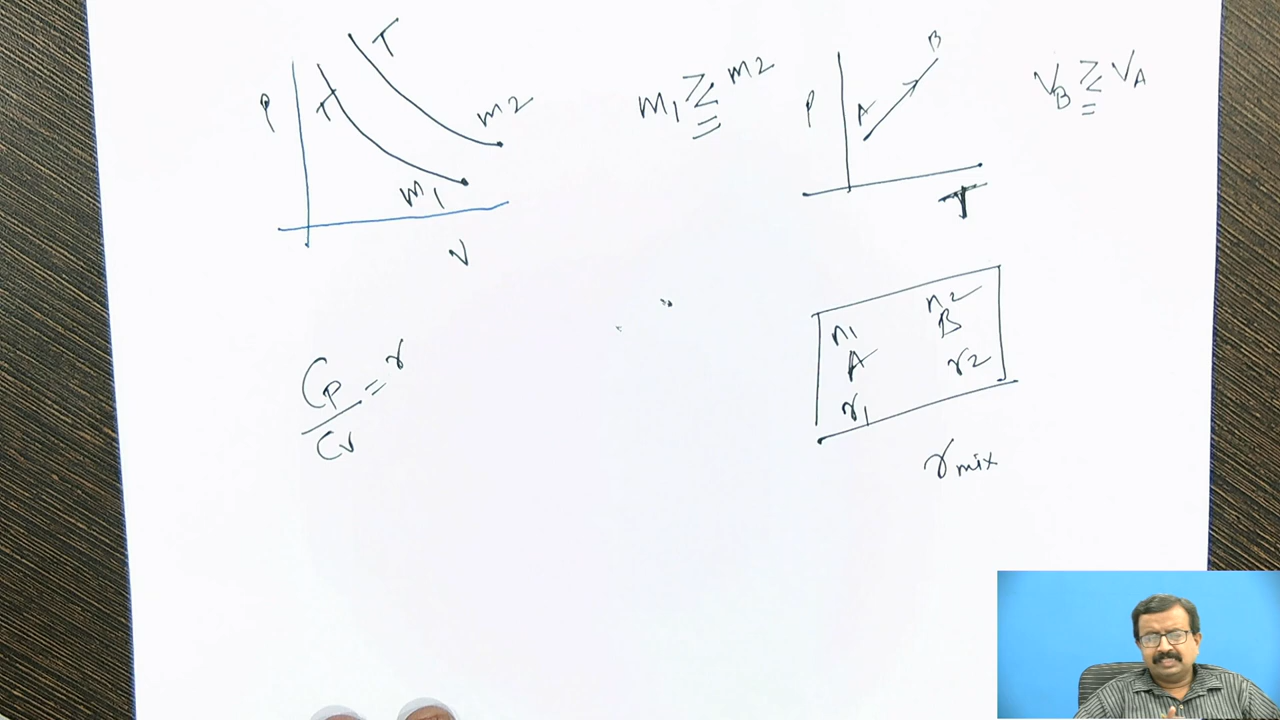 P
T
T
m2
m1
V
m1 ≥ m2
P
A
B
T
VB ≥ VA
Cp
—— = γ
Cv
n1 n2
A B
γ1 γ2
γmix